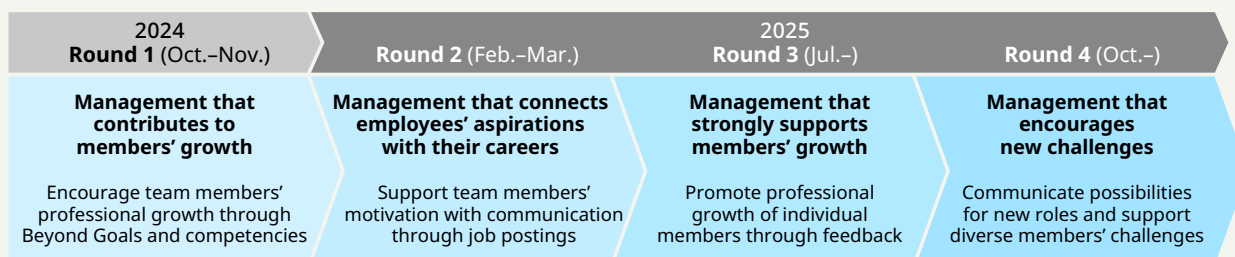 2024
Round 1 (Oct.–Nov.)
2025
Round 2 (Feb.–Mar.)
Round 3 (Jul.–)
Round 4 (Oct.–)
Management that
contributes to
members’ growth
Encourage team members’
professional growth through
Beyond Goals and competencies
Management that connects
employees’ aspirations
with their careers
Support team members’
motivation with communication
through job postings
Management that
strongly supports
members’ growth
Promote professional
growth of individual
members through feedback
Management that
encourages
new challenges
Communicate possibilities
for new roles and support
diverse members’ challenges